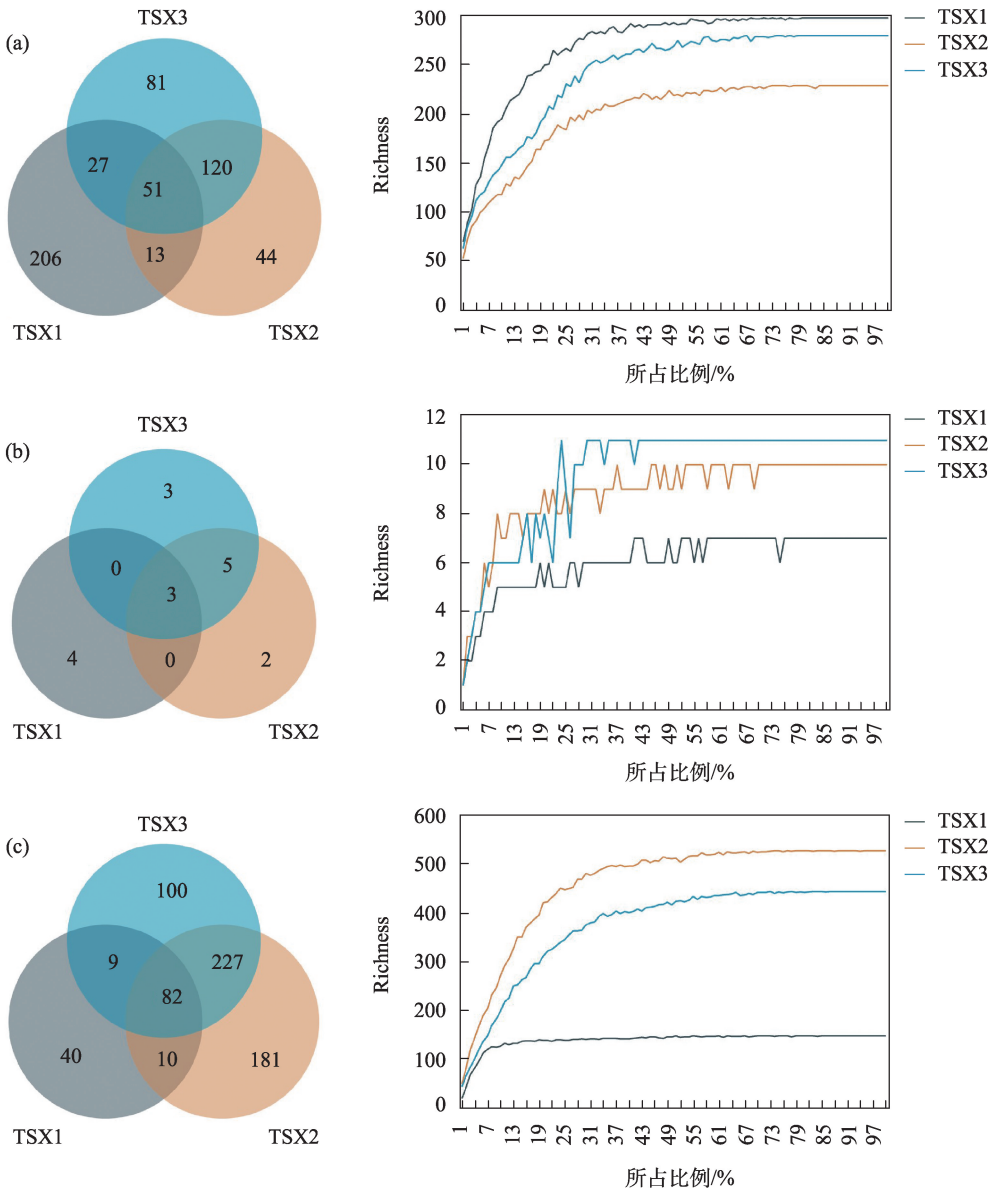 (a)
TSX3
81
27
120
51
206
13
44
TSX1
TSX2
300
250
200
150
100
50
0
Richness
1 7 13 19 25 31 37 43 49 55 61 67 73 79 85 91 97
所占比例/%
TSX1
TSX2
TSX3
(b)
TSX3
3
0
5
3
4
0
2
TSX1
TSX2
12
10
8
6
4
2
0
Richness
1 7 13 19 25 31 37 43 49 55 61 67 73 79 85 91 97
所占比例/%
TSX1
TSX2
TSX3
(c)
TSX3
100
9
227
82
40
10
181
TSX1
TSX2
600
500
400
300
200
100
0
Richness
1 7 13 19 25 31 37 43 49 55 61 67 73 79 85 91 97
所占比例/%
TSX1
TSX2
TSX3